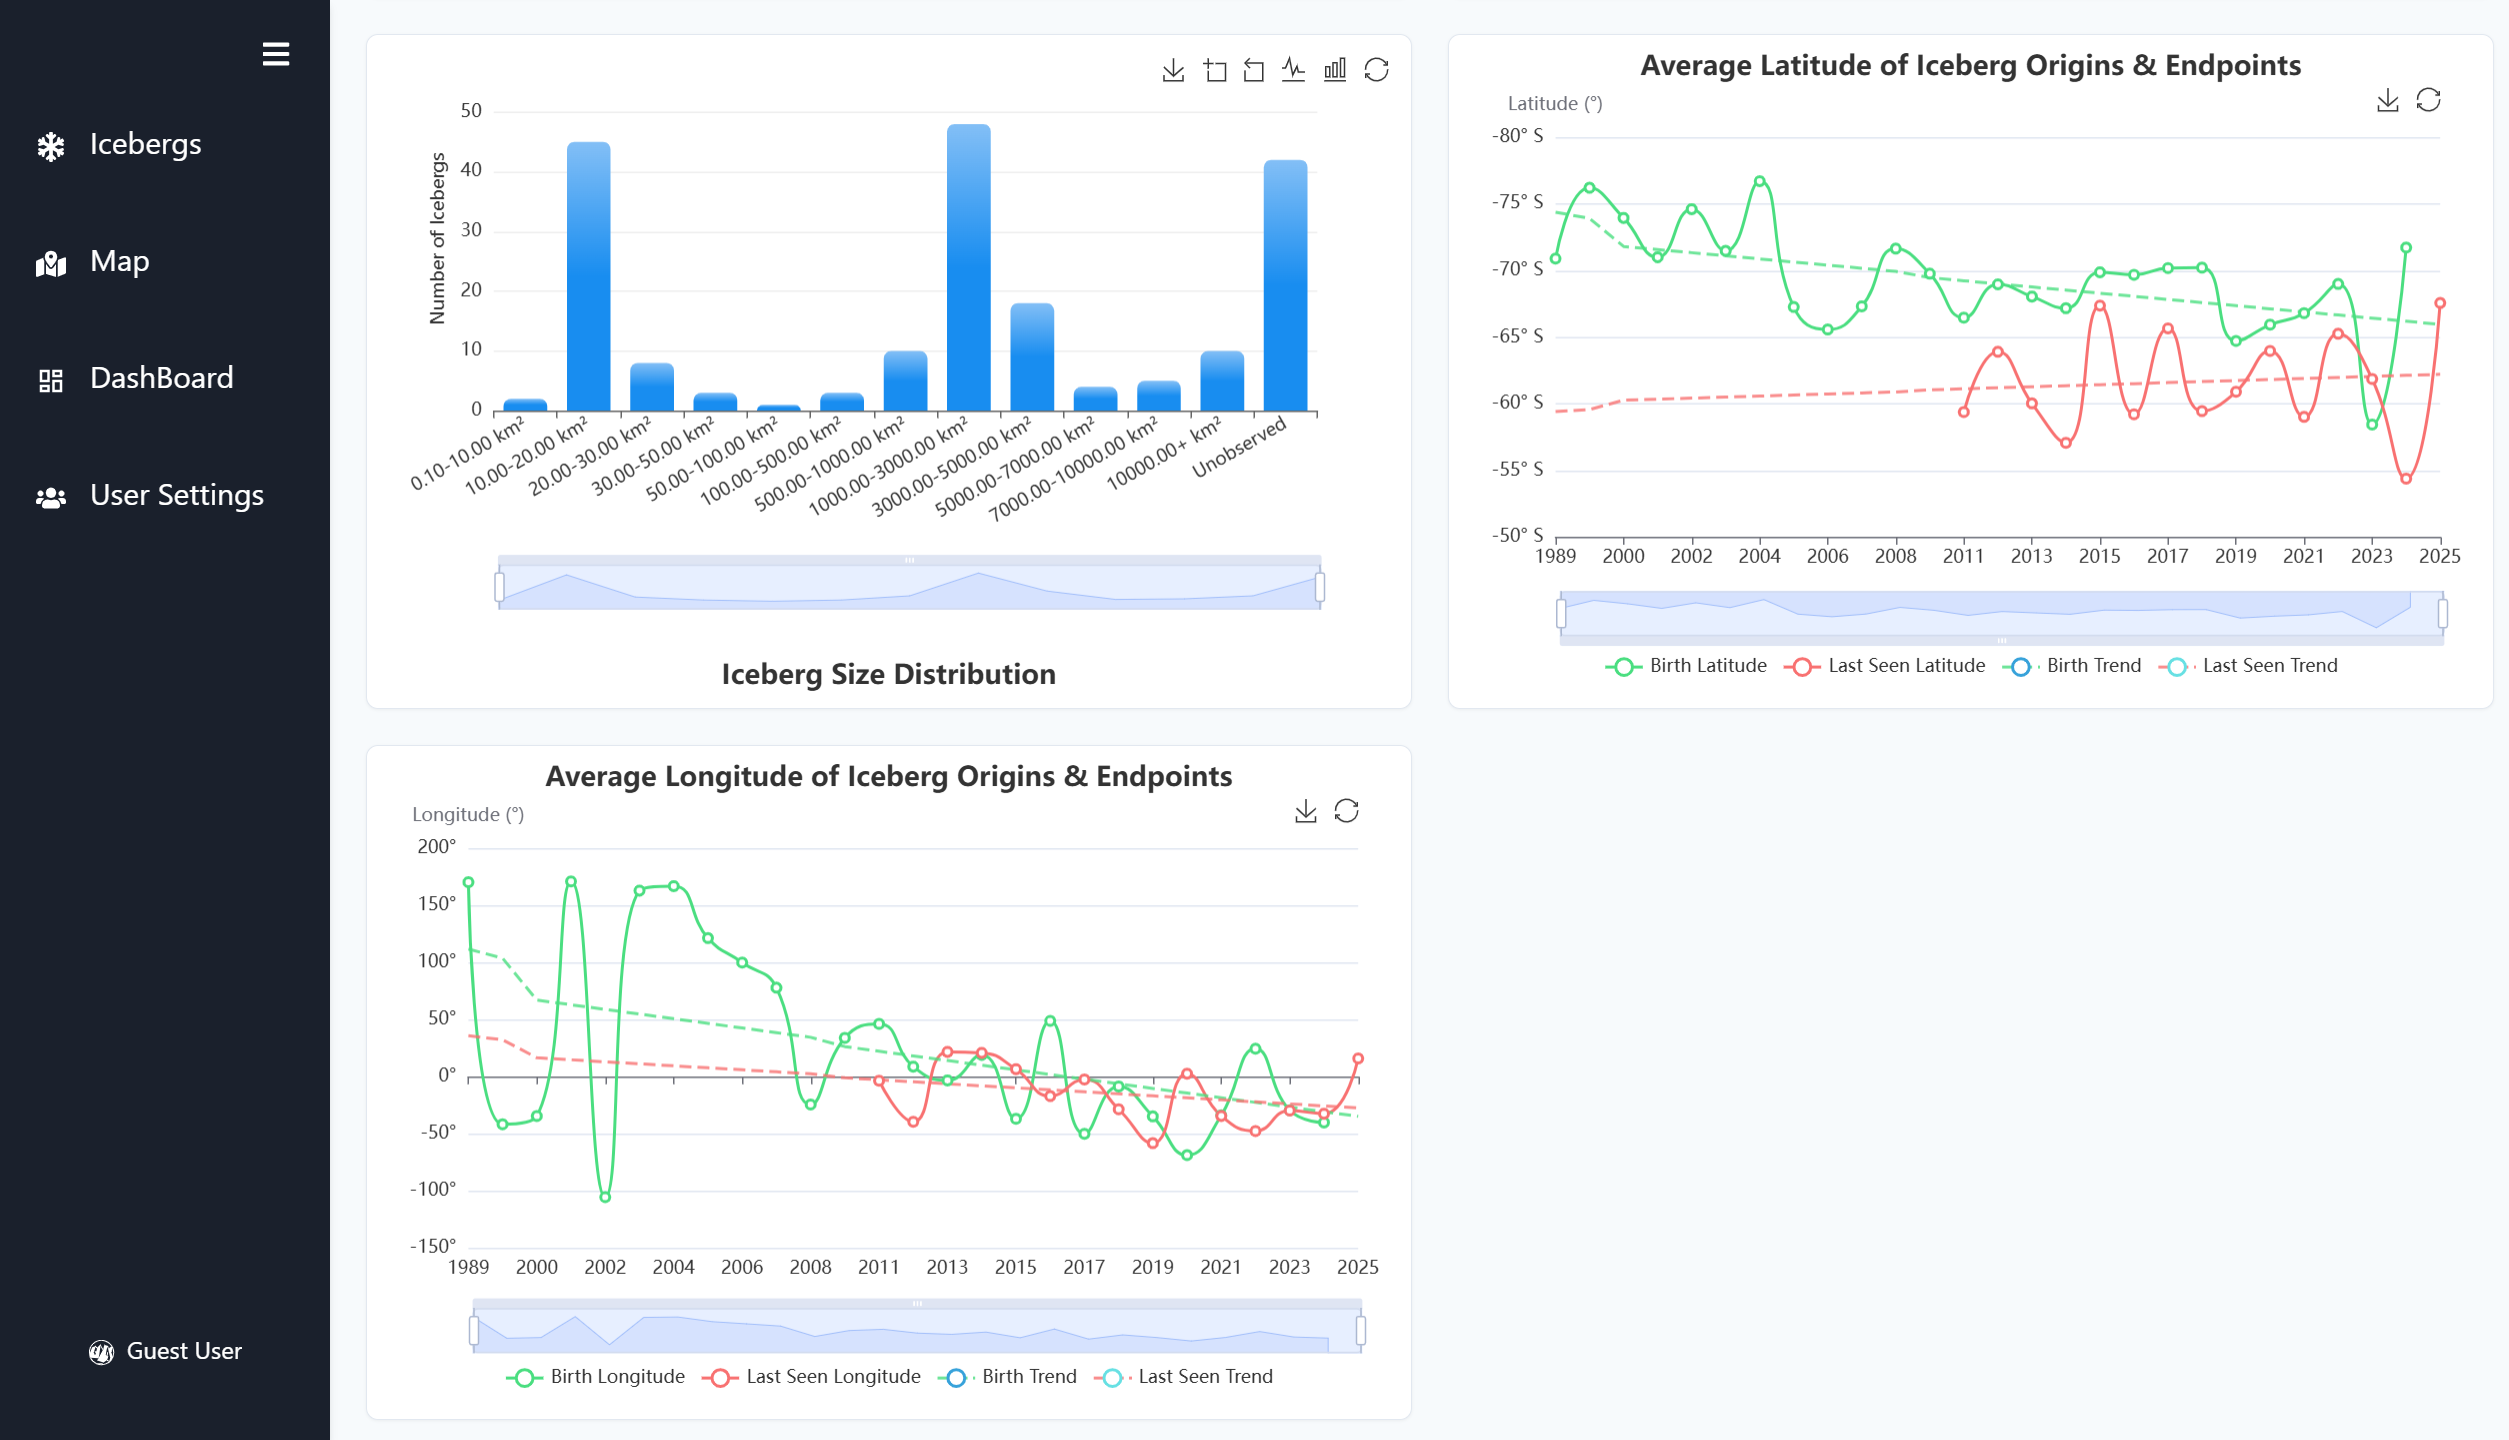 Icebergs
Map
DashBoard
User Settings
Guest User
Number of Icebergs
50
40
30
20
10
0
0.10-10.00 km²
10.00-20.00 km²
20.00-30.00 km²
30.00-50.00 km²
50.00-100.00 km²
100.00-500.00 km²
500.00-1000.00 km²
1000.00-3000.00 km²
3000.00-5000.00 km²
5000.00-7000.00 km²
7000.00-10000.00 km²
10000.00+ km²
Unobserved
Iceberg Size Distribution
Average Latitude of Iceberg Origins & Endpoints
Latitude (°)
-80° S
-75° S
-70° S
-65° S
-60° S
-55° S
-50° S
1989 2000 2002 2004 2006 2008 2011 2013 2015 2017 2019 2021 2023 2025
Birth Latitude Last Seen Latitude Birth Trend Last Seen Trend
Average Longitude of Iceberg Origins & Endpoints
Longitude (°)
200°
150°
100°
50°
0°
-50°
-100°
-150°
1989 2000 2002 2004 2006 2008 2011 2013 2015 2017 2019 2021 2023 2025
Birth Longitude Last Seen Longitude Birth Trend Last Seen Trend